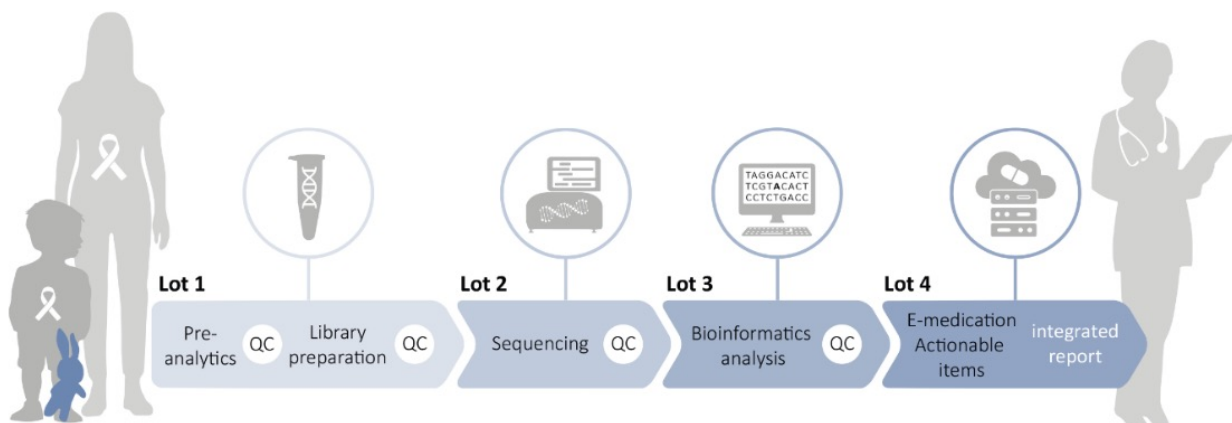 TAGGACATC
TCGTACACT
CCTCTGACC
Lot 1
Lot 2
Lot 3
Lot 4
Pre-
analytics
QC
Library
preparation
QC
Sequencing
QC
Bioinformatics
analysis
QC
E-medication
Actionable
items
integrated
report